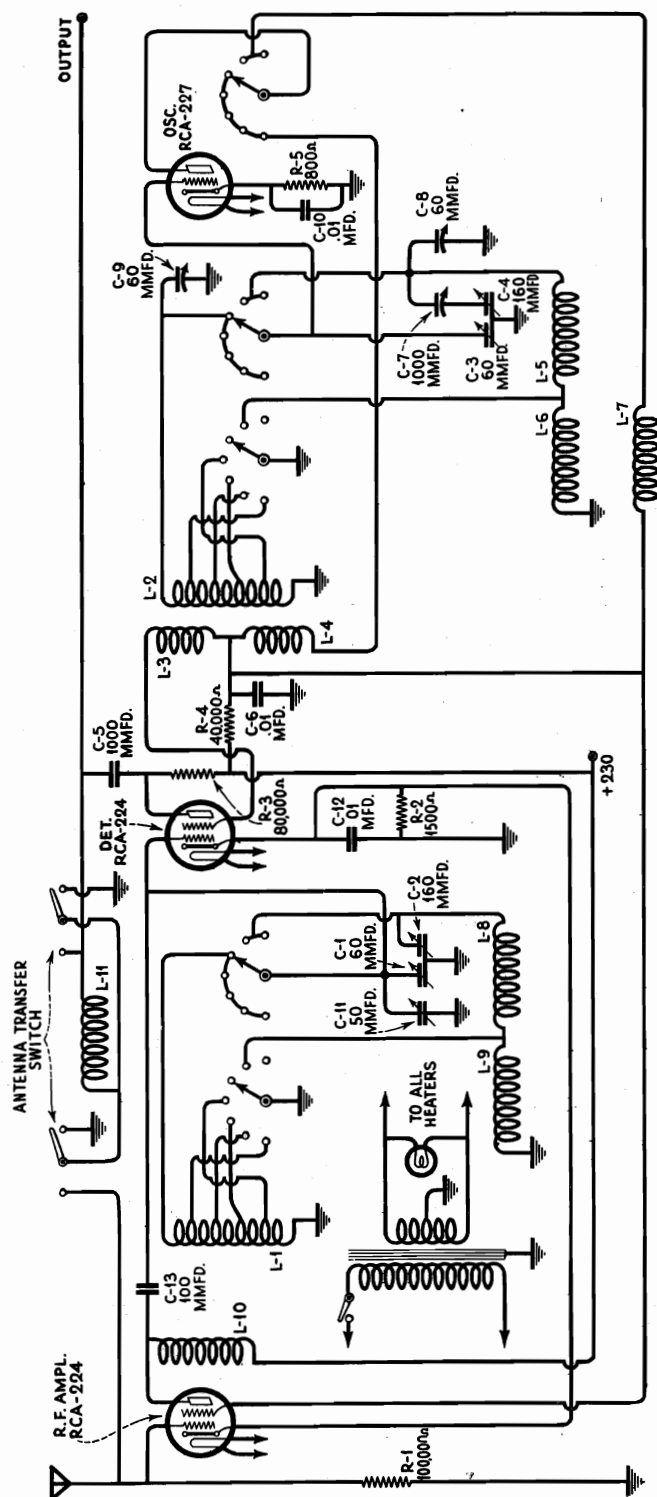 OUTPUT
ANTENNA TRANSFER
SWITCH
L-11
R.F. AMPL.
RCA-224
C-13
100
MMFD.
L-10
R-1
100,00Ω
L-1
C-11
50
MMFD.
C-1
60
MMFD.
C-2
160
MMFD.
L-8
L-9
TO ALL
HEATERS
DET.
RCA-224
C-5
1000
MMFD.
R-3
80,000Ω
C-12
.01
MFD.
R-2
1500Ω
+230
R-4
40,000Ω
C-6
.01
MFD.
L-3
L-4
L-2
C-9
60
MMFD.
OSC.
RCA-227
C-10
.01
MFD.
R-5
800Ω
C-8
60
MMFD.
C-7
1000
MMFD.
C-3
60
MMFD.
C-4
160
MMFD
L-5
L-6
L-7